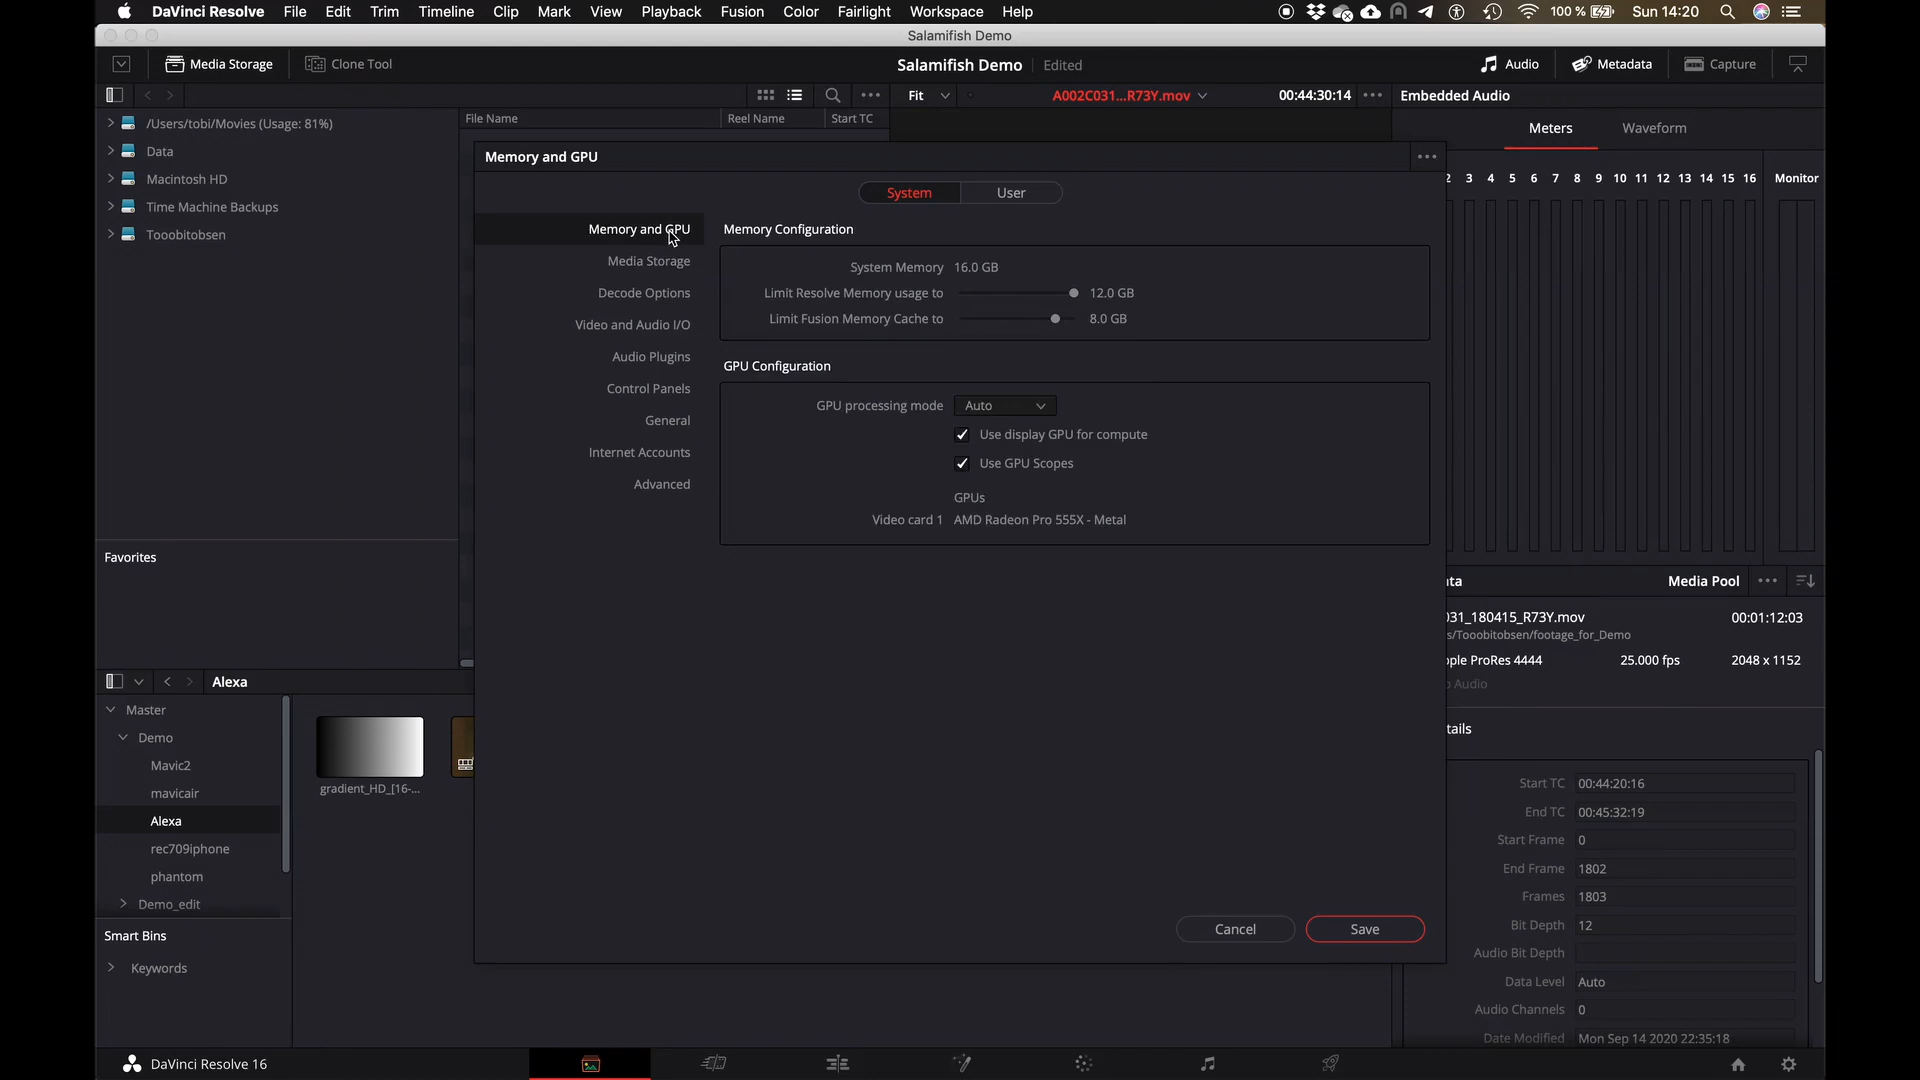 DaVinci Resolve File Edit Trim Timeline Clip Mark View Playback Fusion Color Fairlight Workspace Help 100 % Sun 14:20
Salamifish Demo
Media Storage Clone Tool Salamifish Demo Edited Audio Metadata Capture
Fit A002C031...R73Y.mov 00:44:30:14 Embedded Audio
File Name Reel Name Start TC
/Users/tobi/Movies (Usage: 81%)
Data
Macintosh HD
Time Machine Backups
Tooobitobsen
Meters Waveform
2 3 4 5 6 7 8 9 10 11 12 13 14 15 16 Monitor
Memory and GPU
System User
Memory and GPU
Media Storage
Decode Options
Video and Audio I/O
Audio Plugins
Control Panels
General
Internet Accounts
Advanced
Memory Configuration
System Memory 16.0 GB
Limit Resolve Memory usage to 12.0 GB
Limit Fusion Memory Cache to 8.0 GB
GPU Configuration
GPU processing mode Auto
Use display GPU for compute
Use GPU Scopes
GPUs
Video card 1 AMD Radeon Pro 555X - Metal
Cancel Save
Favorites
Alexa
Master
Demo
Mavic2
mavicair
Alexa
rec709iphone
phantom
Demo_edit
Smart Bins
Keywords
gradient_HD_[16-...
ata Media Pool
31_180415_R73Y.mov 00:01:12:03
s/Tooobitobsen/footage_for_Demo
ple ProRes 4444 25.000 fps 2048 x 1152
Audio
tails
Start TC 00:44:20:16
End TC 00:45:32:19
Start Frame 0
End Frame 1802
Frames 1803
Bit Depth 12
Audio Bit Depth
Data Level Auto
Audio Channels 0
Date Modified Mon Sep 14 2020 22:35:18
DaVinci Resolve 16